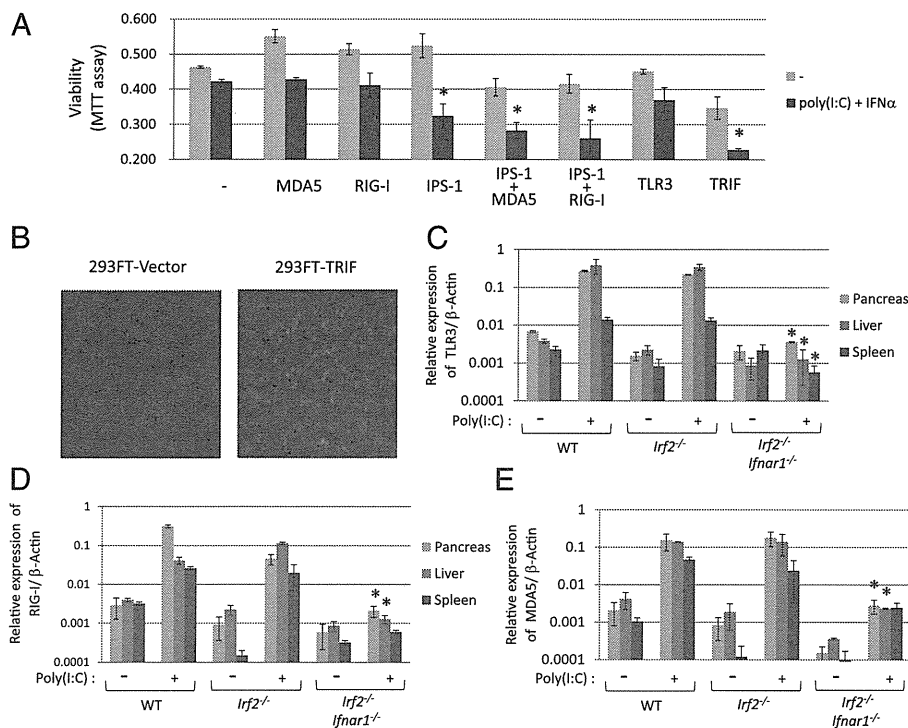 A
Viability
(MTT assay)
0.600
0.500
0.400
0.300
0.200
*
*
*
*
-
MDA5
RIG-I
IPS-1
IPS-1
+
MDA5
IPS-1
+
RIG-I
TLR3
TRIF
-
poly(I:C) + IFNα
B
293FT-Vector
293FT-TRIF
C
Relative expression
of TLR3/ β-Actin
1
0.1
0.01
0.001
0.0001
* * *
Pancreas
Liver
Spleen
Poly(I:C) : - + - + - +
WT
Irf2-/-
Irf2-/-
Ifnar1-/-
D
Relative expression of
RIG-I/ β-Actin
1
0.1
0.01
0.001
0.0001
* *
Pancreas
Liver
Spleen
Poly(I:C) : - + - + - +
WT
Irf2-/-
Irf2-/-
Ifnar1-/-
E
Relative expression
of MDA5/ β-Actin
1
0.1
0.01
0.001
0.0001
* *
Poly(I:C) : - + - + - +
WT
Irf2-/-
Irf2-/-
Ifnar1-/-